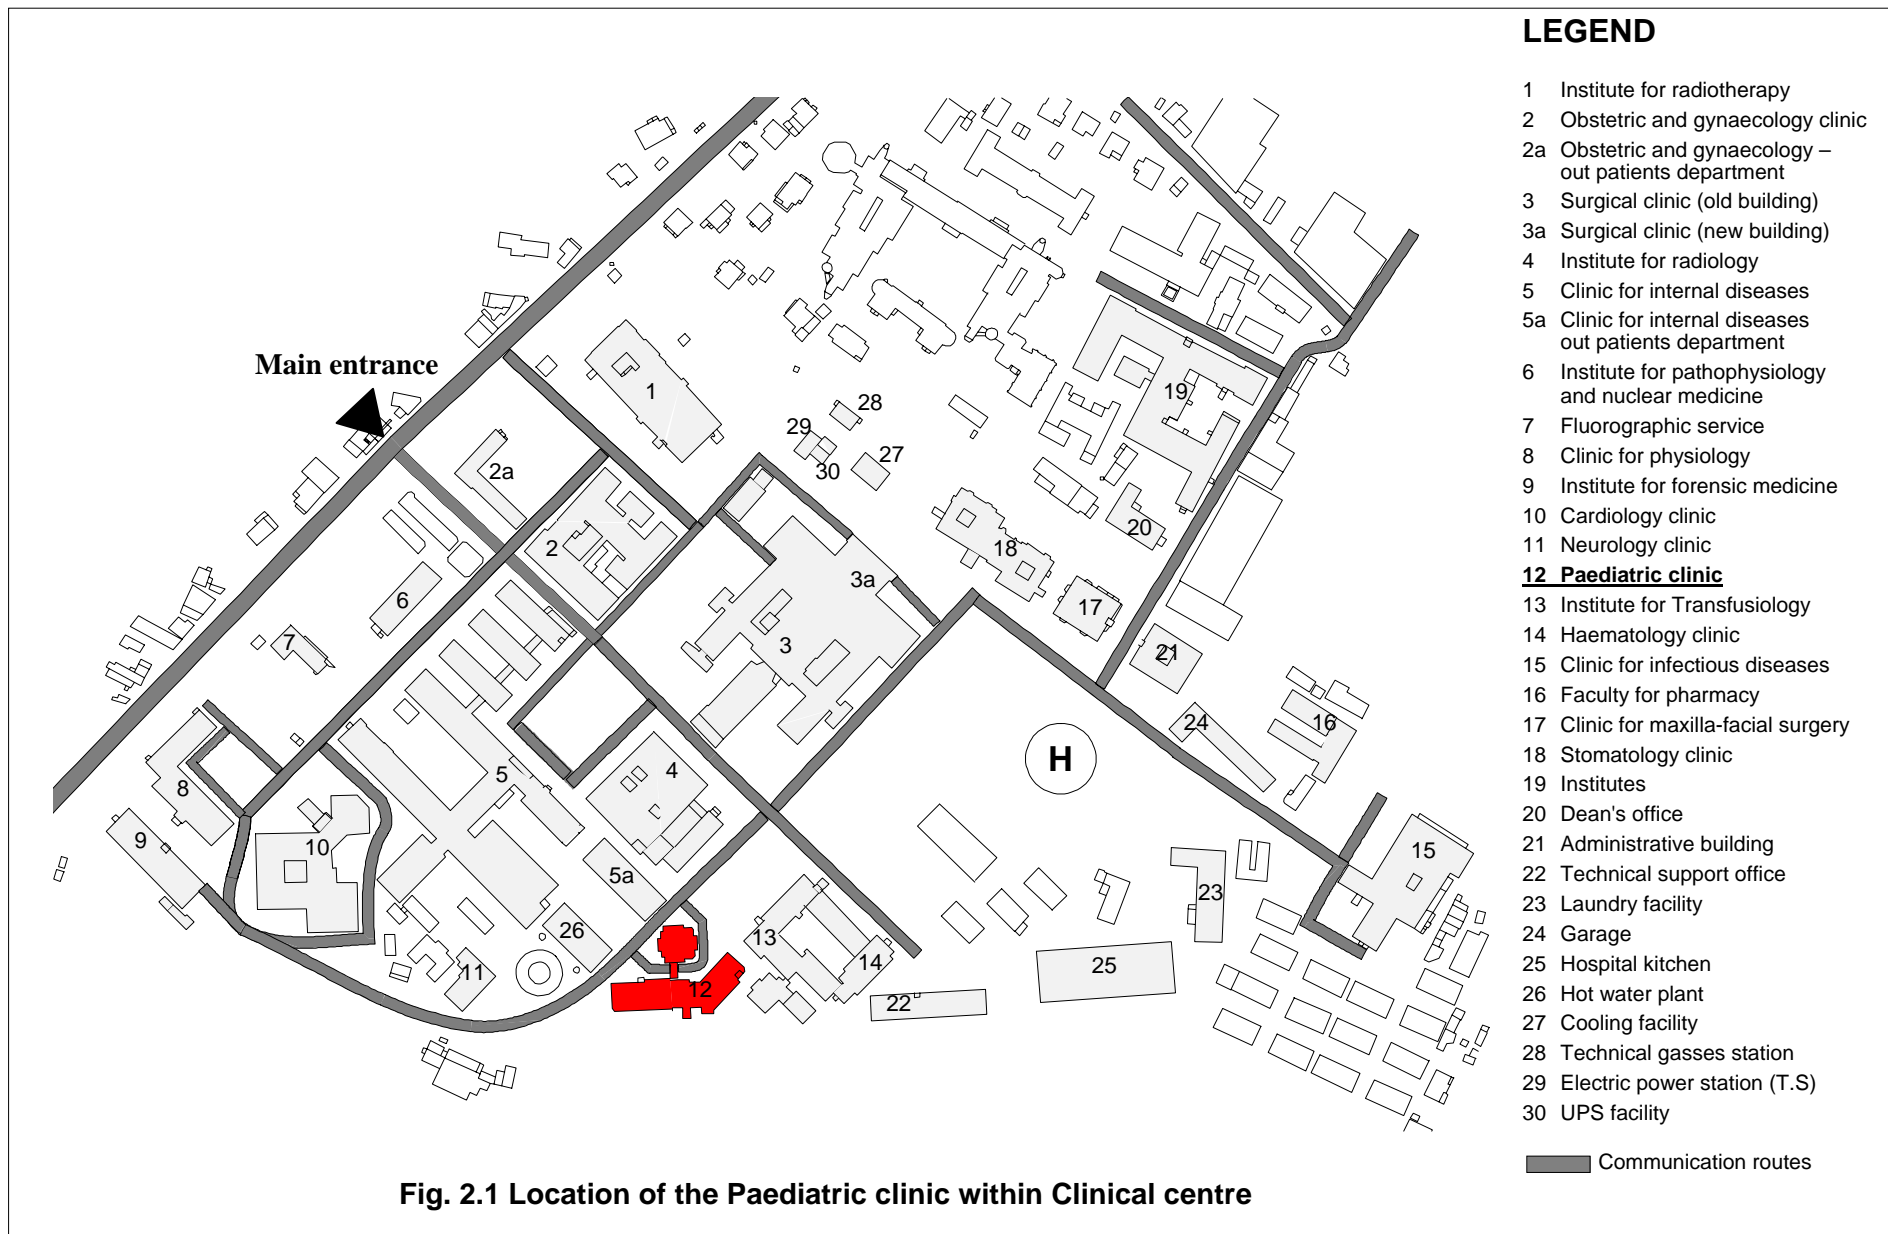 LEGEND
1 Institute for radiotherapy
2 Obstetric and gynaecology clinic
2a Obstetric and gynaecology –
out patients department
3 Surgical clinic (old building)
3a Surgical clinic (new building)
4 Institute for radiology
5 Clinic for internal diseases
5a Clinic for internal diseases
out patients department
6 Institute for pathophysiology
and nuclear medicine
7 Fluorographic service
8 Clinic for physiology
9 Institute for forensic medicine
10 Cardiology clinic
11 Neurology clinic
12 Paediatric clinic
13 Institute for Transfusiology
14 Haematology clinic
15 Clinic for infectious diseases
16 Faculty for pharmacy
17 Clinic for maxilla-facial surgery
18 Stomatology clinic
19 Institutes
20 Dean's office
21 Administrative building
22 Technical support office
23 Laundry facility
24 Garage
25 Hospital kitchen
26 Hot water plant
27 Cooling facility
28 Technical gasses station
29 Electric power station (T.S)
30 UPS facility
Communication routes
Main entrance
1
28
19
29
27
30
2a
20
2
18
3a
6
17
7
3
21
24
16
H
5
4
8
9
10
15
5a
23
26
13
14
25
11
12
22
Fig. 2.1 Location of the Paediatric clinic within Clinical centre